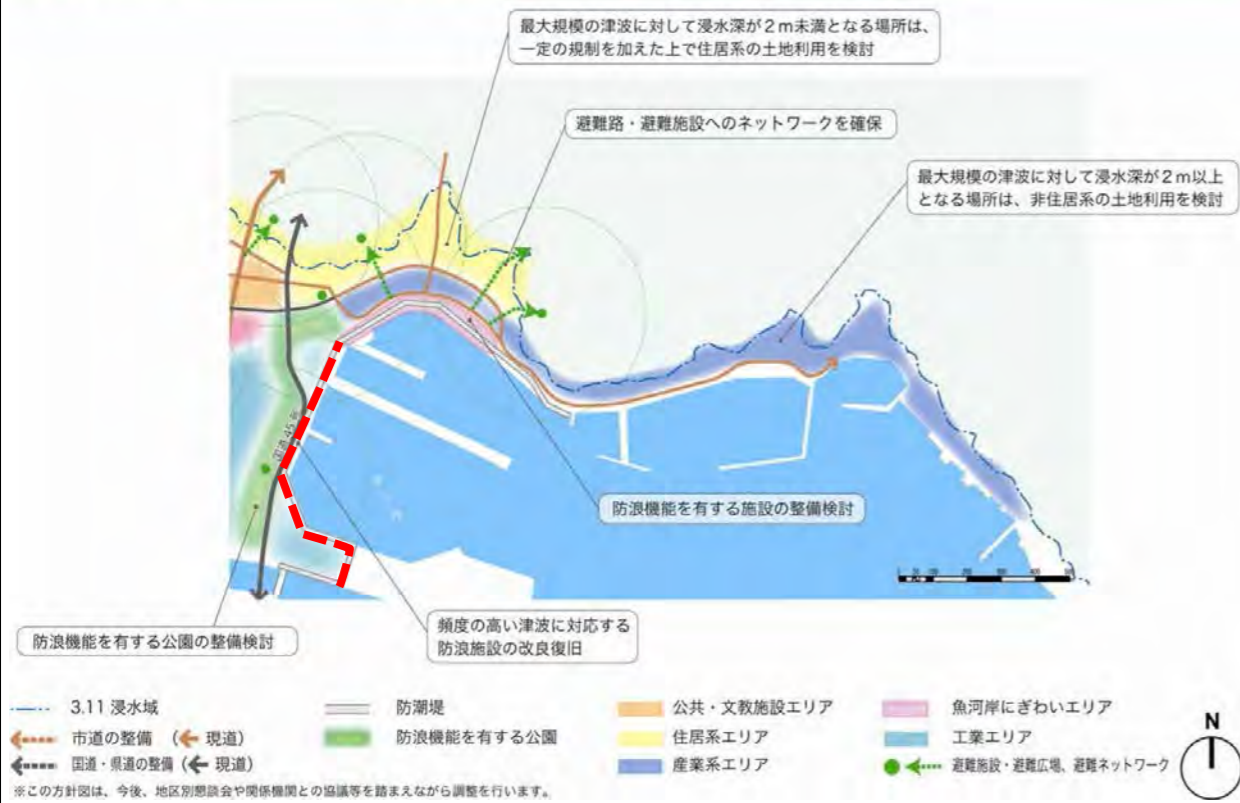 最大規模の津波に対して浸水深が２ｍ未満となる場所は、
一定の規制を加えた上で住居系の土地利用を検討
避難路・避難施設へのネットワークを確保
最大規模の津波に対して浸水深が２ｍ以上
となる場所は、非住居系の土地利用を検討
国道45号
防浪機能を有する施設の整備検討
防浪機能を有する公園の整備検討
頻度の高い津波に対応する
防浪施設の改良復旧
3.11 浸水域
防潮堤
公共・文教施設エリア
魚河岸にぎわいエリア
市道の整備 （← 現道）
防浪機能を有する公園
住居系エリア
工業エリア
国道・県道の整備（← 現道）
産業系エリア
避難施設・避難広場、避難ネットワーク
N
※この方針図は、今後、地区別懇談会や関係機関との協議等を踏まえながら調整を行います。